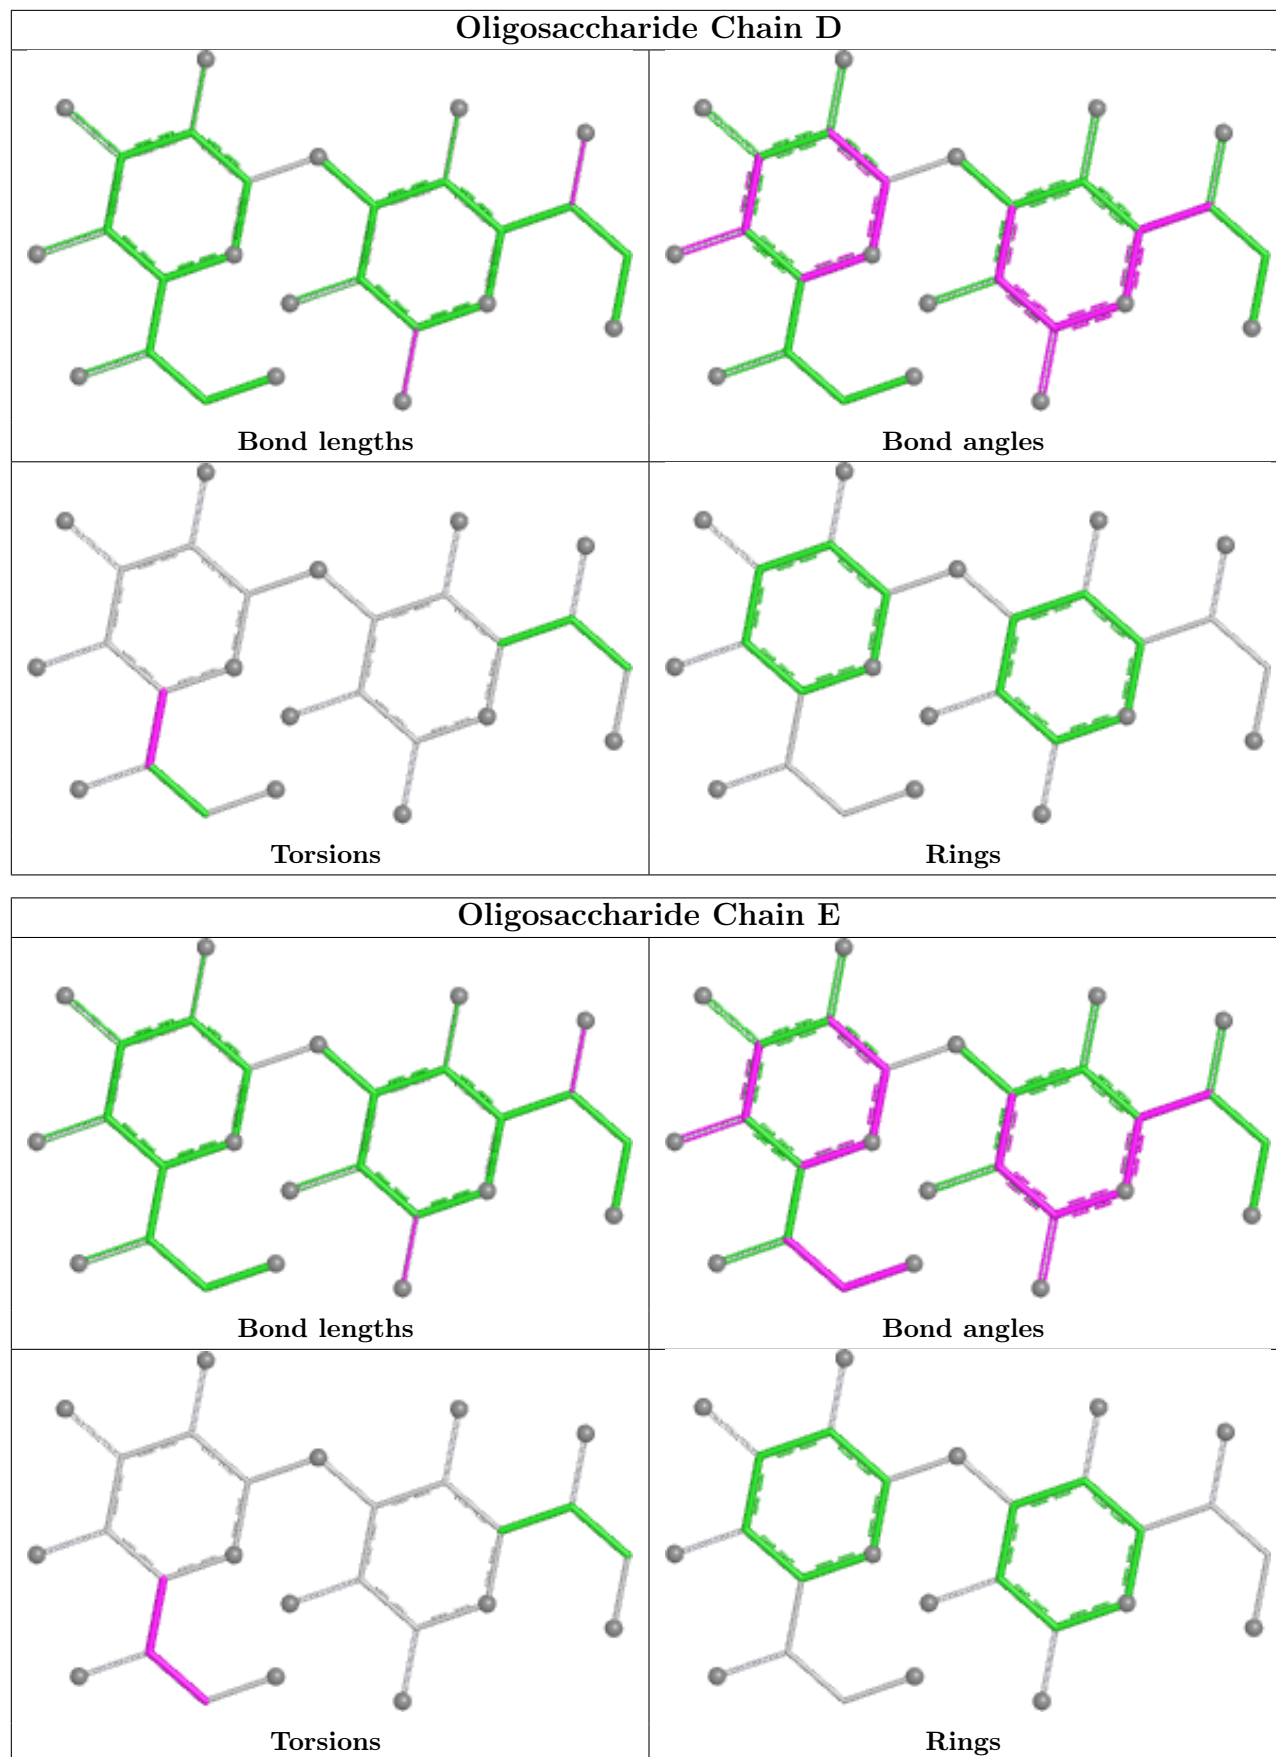 Oligosaccharide Chain D
Bond lengths
Bond angles
Torsions
Rings
Oligosaccharide Chain E
Bond lengths
Bond angles
Torsions
Rings